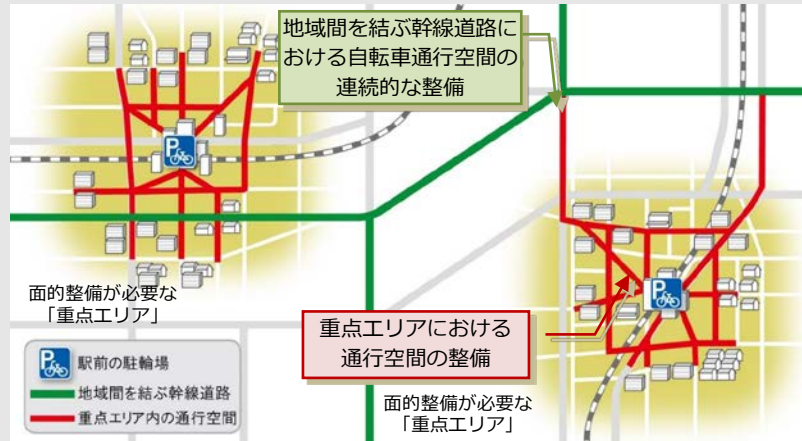 地域間を結ぶ幹線道路に
おける自転車通行空間の
連続的な整備
面的整備が必要な
「重点エリア」
重点エリアにおける
通行空間の整備
面的整備が必要な
「重点エリア」
P
P
P
駅前の駐輪場
地域間を結ぶ幹線道路
重点エリア内の通行空間